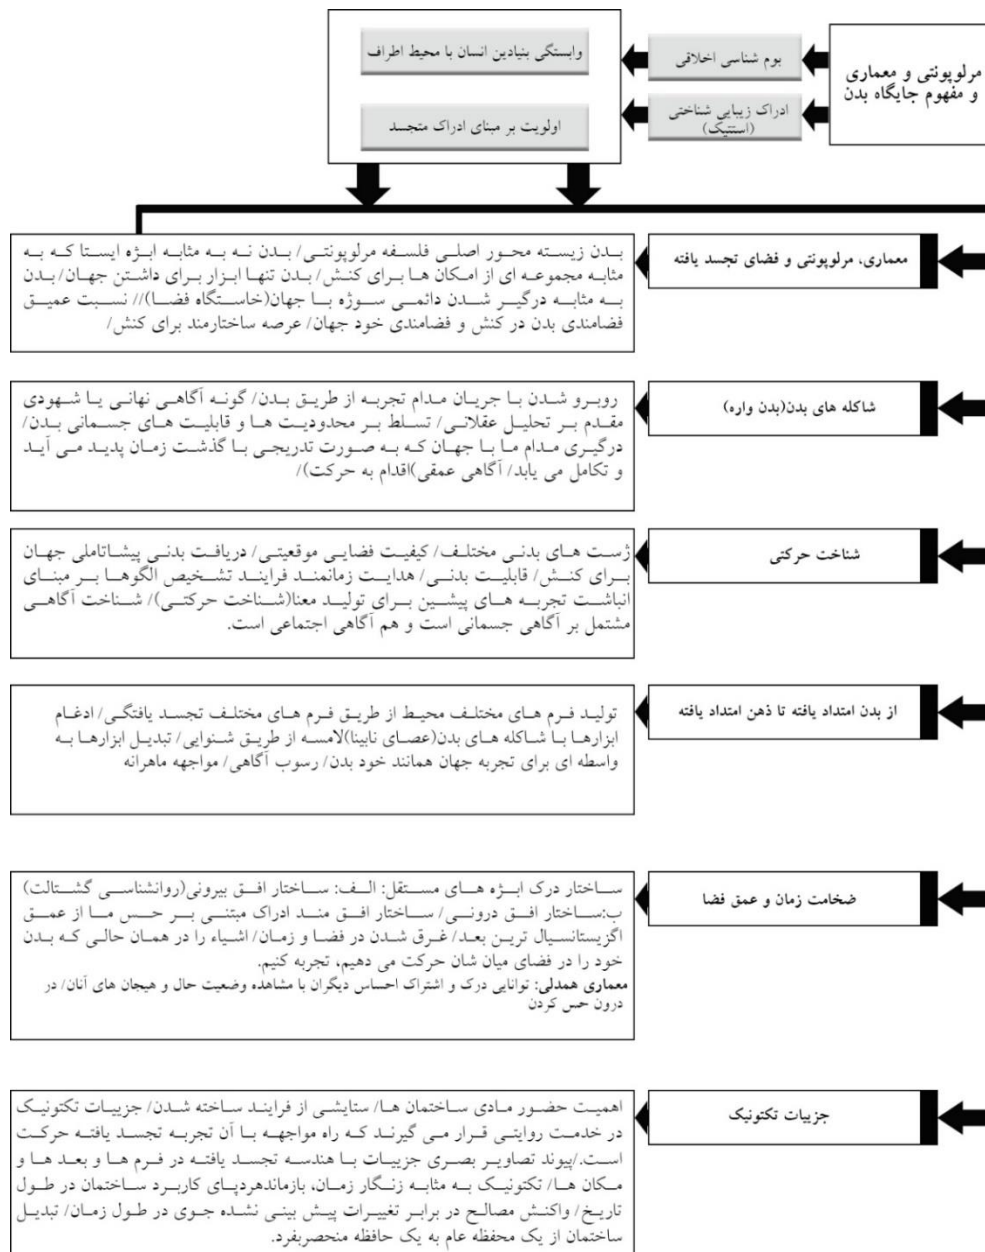 مرلوپونتی و معماری
و مفهوم جایگاه بدن
بوم شناسی اخلاقی
ادراک زیبایی شناختی
(استتیک)
وابستگی بنیادین انسان با محیط اطراف
اولویت بر مبنای ادراک متجسد
معماری، مرلوپونتی و فضای تجسد یافته
بدن زیسته محور اصلی فلسفه مرلوپونتی/ بدن نه به مثابه ابژه ایستا که به
مثابه مجموعه ای از امکان ها برای کنش/ بدن تنها ابزار برای داشتن جهان/ بدن
به مثابه درگیر شدن دائمی سوژه با جهان(خاستگاه فضا)// نسبت عمیق
فضامندی بدن در کنش و فضامندی خود جهان/ عرصه ساختارمند برای کنش/
شاکله های بدن(بدن واره)
روبرو شدن با جریان مدام تجربه از طریق بدن/ گونه آگاهی نهانی یا شهودی
مقدم بر تحلیل عقلانی/ تسلط بر محدودیت ها و قابلیت های جسمانی بدن/
درگیری مدام ما با جهان که به صورت تدریجی با گذشت زمان پدید می آید
و تکامل می یابد/ آگاهی عمقی)اقدام به حرکت)/
شناخت حرکتی
ژست های بدنی مختلف/ کیفیت فضایی موقعیتی/ دریافت بدنی پیشاتاملی جهان
برای کنش/ قابلیت بدنی/ هدایت زمانمند فرایند تشخیص الگوها بر مبنای
انباشت تجربه های پیشین برای تولید معنا(شناخت حرکتی)/ شناخت آگاهی
مشتمل بر آگاهی جسمانی است و هم آگاهی اجتماعی است.
از بدن امتداد یافته تا ذهن امتداد یافته
تولید فرم های مختلف محیط از طریق فرم های مختلف تجسد یافتگی/ ادغام
ابزارها با شاکله های بدن(عصای نابینا)لامسه از طریق شنوایی/ تبدیل ابزارها به
واسطه ای برای تجربه جهان همانند خود بدن/ رسوب آگاهی/ مواجهه ماهرانه
ضخامت زمان و عمق فضا
ساختار درک ابژه های مستقل: الف: ساختار افق بیرونی(روانشناسی گشتالت)
ب:ساختار افق درونی/ ساختار افق مند ادراک مبتنی بر حس ما از عمق
اگزیستانسیال ترین بعد/ غرق شدن در فضا و زمان/ اشیاء را در همان حالی که بدن
خود را در فضای میان شان حرکت می دهیم، تجربه کنیم.
معماری همدلی: توانایی درک و اشتراک احساس دیگران با مشاهده وضعیت حال و هیجان های آنان/ در
درون حس کردن
جزییات تکتونیک
اهمیت حضور مادی ساختمان ها/ ستایشی از فرایند ساخته شدن/ جزییات تکتونیک
در خدمت روایتی قرار می گیرند که راه مواجهه با آن تجربه تجسد یافته حرکت
است./پیوند تصاویر بصری جزییات با هندسه تجسد یافته در فرم ها و بعد ها و
مکان ها/ تکتونیک به مثابه زنگار زمان، بازماندهردپای کاربرد ساختمان در طول
تاریخ/ واکنش مصالح در برابر تغییرات پیش بینی نشده جوی در طول زمان/ تبدیل
ساختمان از یک محفظه عام به یک حافظه منحصربفرد.